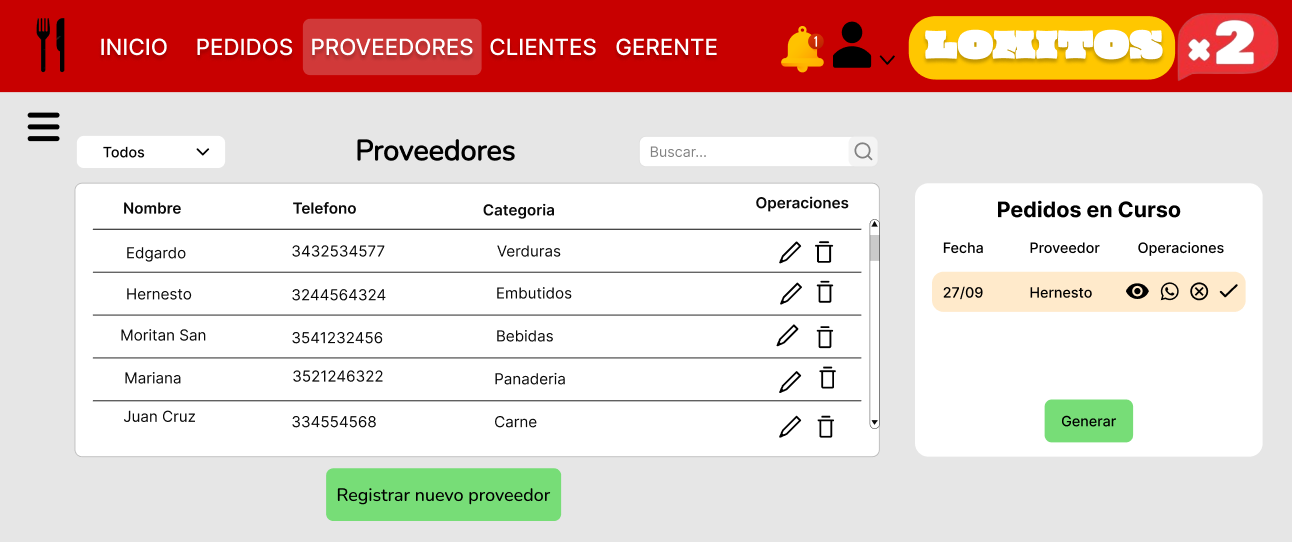 INICIO PEDIDOS PROVEEDORES CLIENTES GERENTE 1 LOMITOS x2
Todos Proveedores Buscar...
Nombre Telefono Categoria Operaciones
Edgardo 3432534577 Verduras
Hernesto 3244564324 Embutidos
Moritan San 3541232456 Bebidas
Mariana 3521246322 Panaderia
Juan Cruz 334554568 Carne
Registrar nuevo proveedor
Pedidos en Curso
Fecha Proveedor Operaciones
27/09 Hernesto
Generar